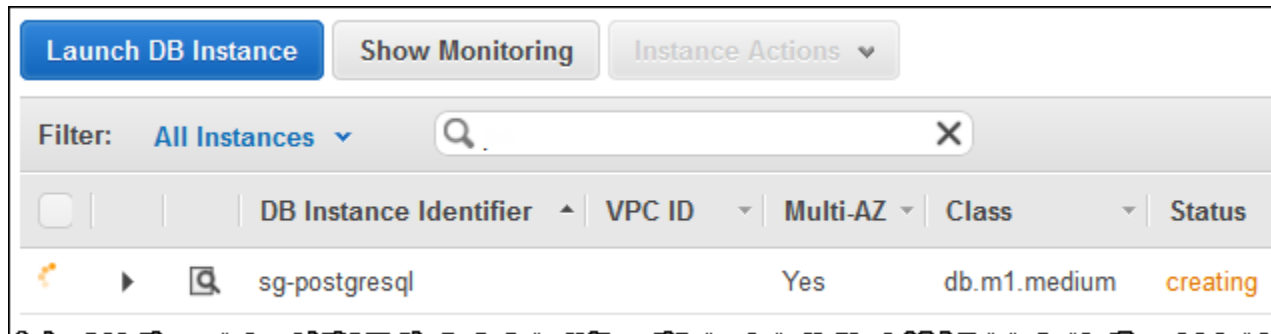 Launch DB Instance Show Monitoring Instance Actions
Filter: All Instances
DB Instance Identifier VPC ID Multi-AZ Class Status
sg-postgresql Yes db.m1.medium creating